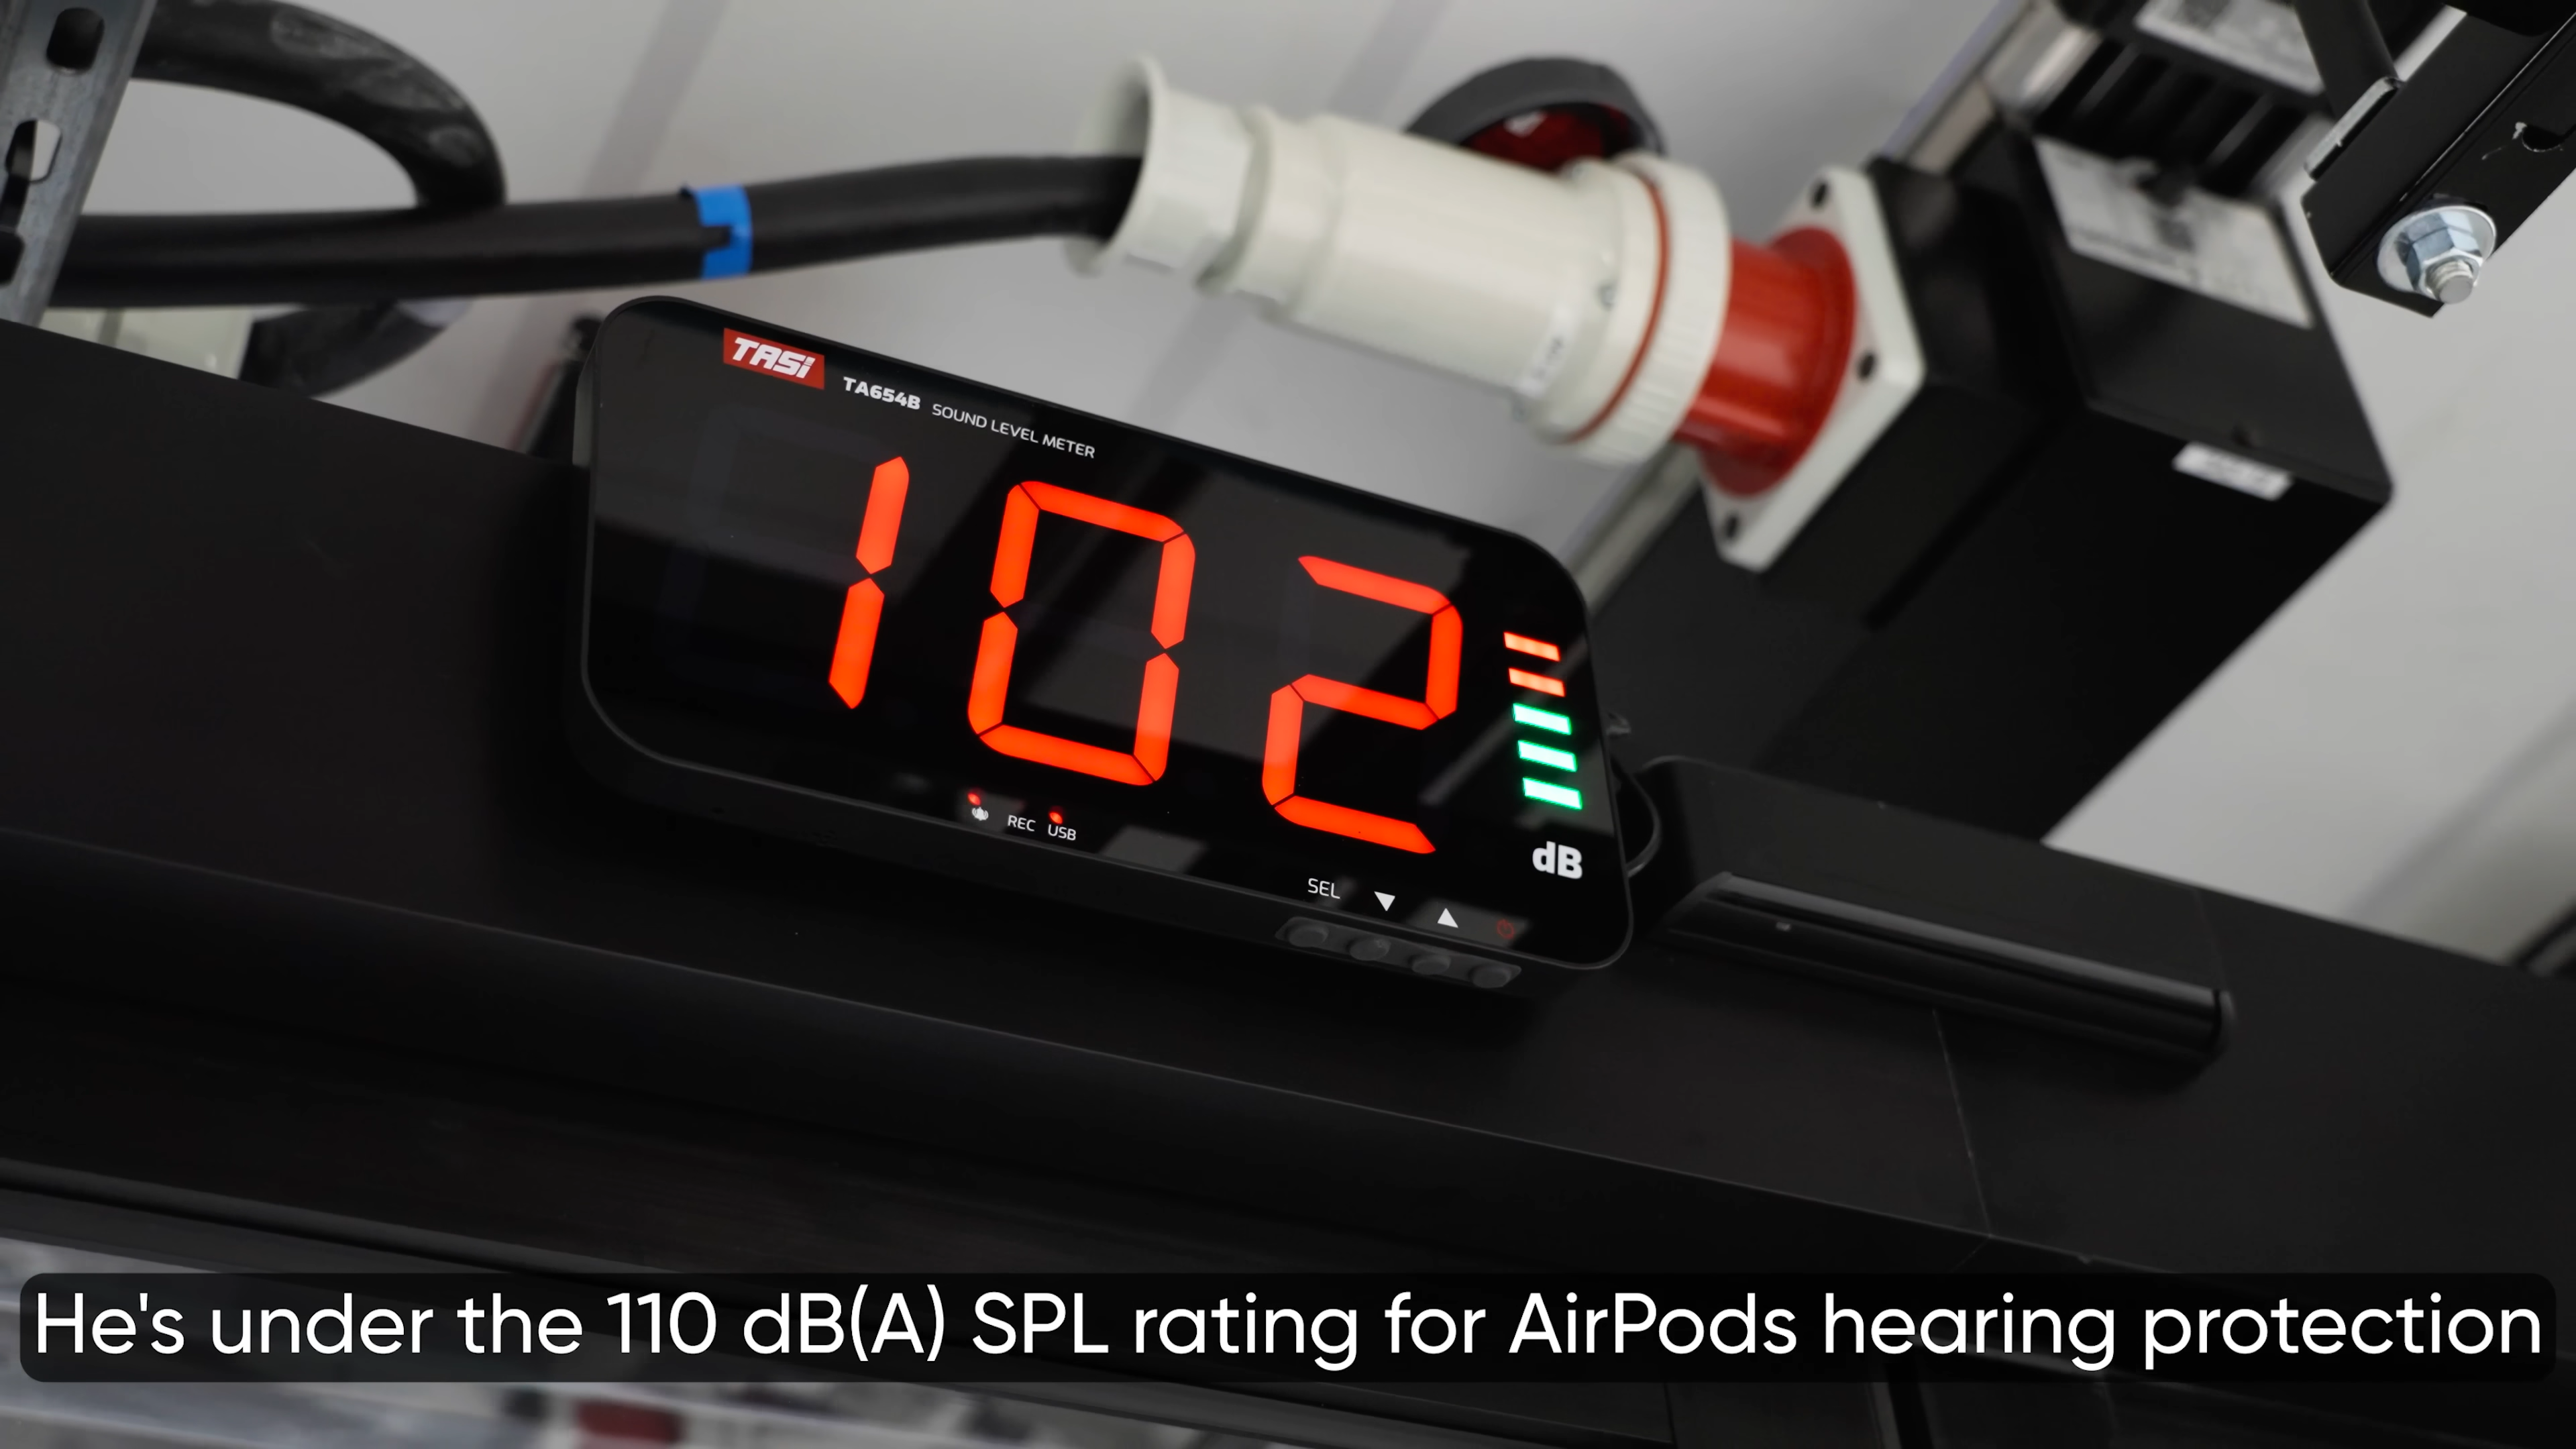 TASI
TA654B SOUND LEVEL METER
102
REC USB
dB
SEL
He's under the 110 dB(A) SPL rating for AirPods hearing protection